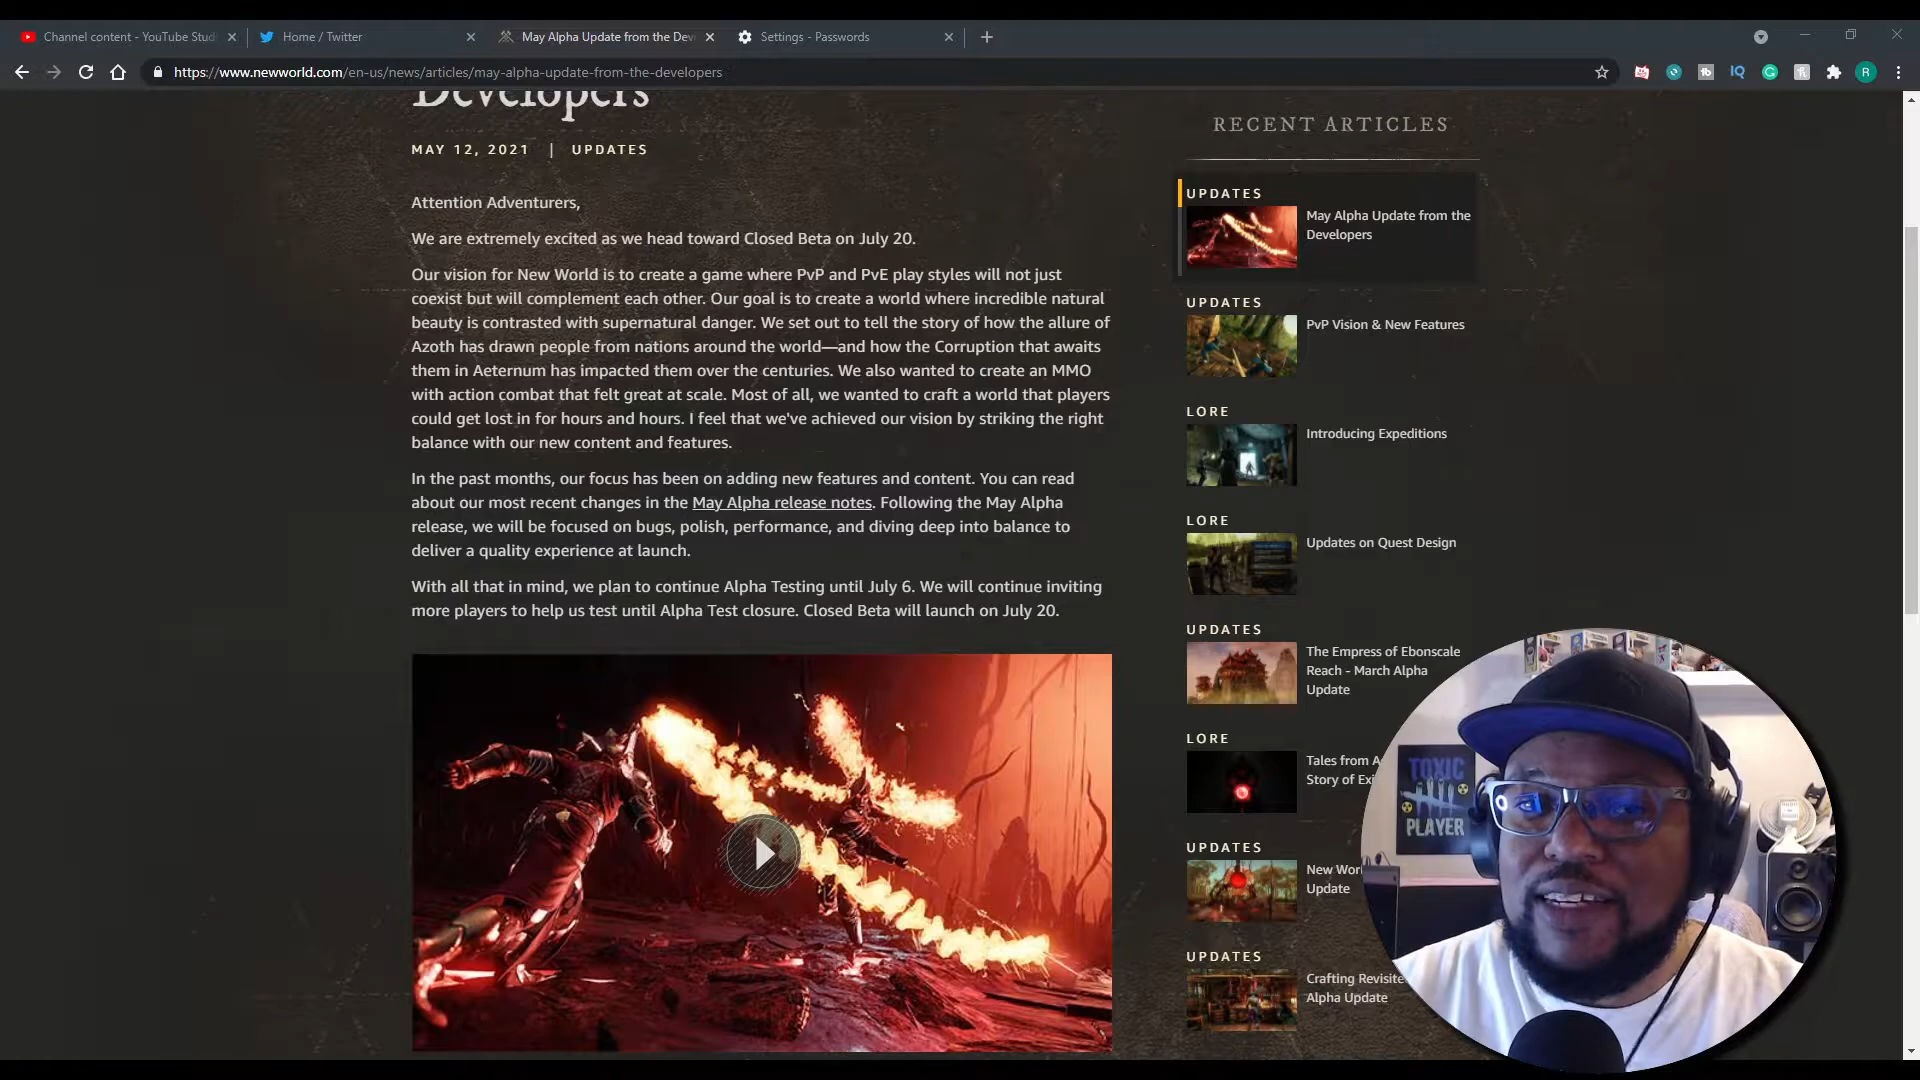 Channel content - YouTube Stud
Home / Twitter
May Alpha Update from the Dev
Settings - Passwords
https://www.newworld.com/en-us/news/articles/may-alpha-update-from-the-developers
R
Developers
MAY 12, 2021 | UPDATES
Attention Adventurers,
We are extremely excited as we head toward Closed Beta on July 20.
Our vision for New World is to create a game where PvP and PvE play styles will not just
coexist but will complement each other. Our goal is to create a world where incredible natural
beauty is contrasted with supernatural danger. We set out to tell the story of how the allure of
Azoth has drawn people from nations around the world—and how the Corruption that awaits
them in Aeternum has impacted them over the centuries. We also wanted to create an MMO
with action combat that felt great at scale. Most of all, we wanted to craft a world that players
could get lost in for hours and hours. I feel that we've achieved our vision by striking the right
balance with our new content and features.
In the past months, our focus has been on adding new features and content. You can read
about our most recent changes in the May Alpha release notes. Following the May Alpha
release, we will be focused on bugs, polish, performance, and diving deep into balance to
deliver a quality experience at launch.
With all that in mind, we plan to continue Alpha Testing until July 6. We will continue inviting
more players to help us test until Alpha Test closure. Closed Beta will launch on July 20.
RECENT ARTICLES
UPDATES
May Alpha Update from the
Developers
UPDATES
PvP Vision & New Features
LORE
Introducing Expeditions
LORE
Updates on Quest Design
UPDATES
The Empress of Ebonscale
Reach - March Alpha
Update
LORE
Tales from A
Story of Exi
UPDATES
New Worl
Update
UPDATES
Crafting Revisite
Alpha Update
TOXIC
PLAYER